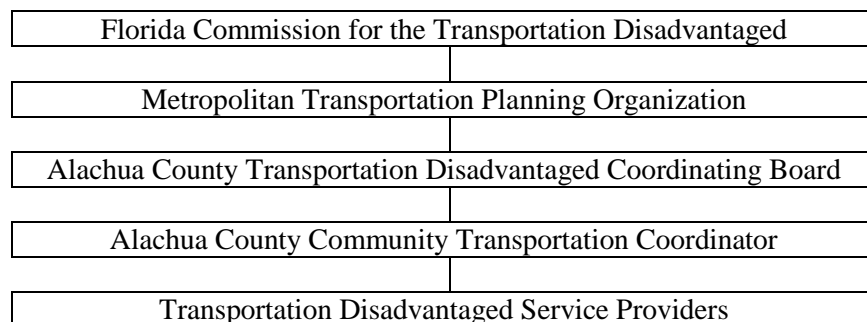 Florida Commission for the Transportation Disadvantaged
Metropolitan Transportation Planning Organization
Alachua County Transportation Disadvantaged Coordinating Board
Alachua County Community Transportation Coordinator
Transportation Disadvantaged Service Providers